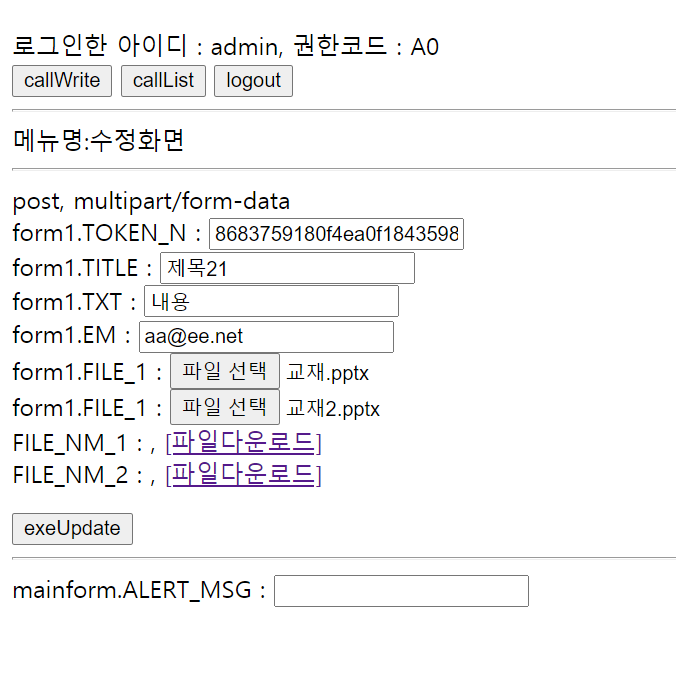 로그인한 아이디 : admin, 권한코드 : A0
callWrite callList logout
메뉴명:수정화면
post, multipart/form-data
form1.TOKEN_N : 8683759180f4ea0f1843598
form1.TITLE : 제목21
form1.TXT : 내용
form1.EM : aa@ee.net
form1.FILE_1 : 파일 선택 교재.pptx
form1.FILE_1 : 파일 선택 교재2.pptx
FILE_NM_1 : , [파일다운로드]
FILE_NM_2 : , [파일다운로드]
exeUpdate
mainform.ALERT_MSG :